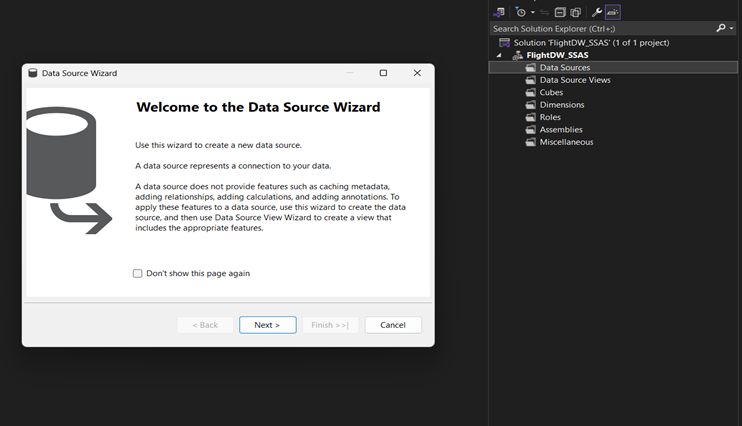 Data Source Wizard
Welcome to the Data Source Wizard
Use this wizard to create a new data source.
A data source represents a connection to your data.
A data source does not provide features such as caching metadata,
adding relationships, adding calculations, and adding annotations. To
apply these features to a data source, use this wizard to create the data
source, and then use Data Source View Wizard to create a view that
includes the appropriate features.
Don't show this page again
< Back
Next >
Finish >>|
Cancel
Search Solution Explorer (Ctrl+;)
Solution 'FlightDW_SSAS' (1 of 1 project)
FlightDW_SSAS
Data Sources
Data Source Views
Cubes
Dimensions
Roles
Assemblies
Miscellaneous